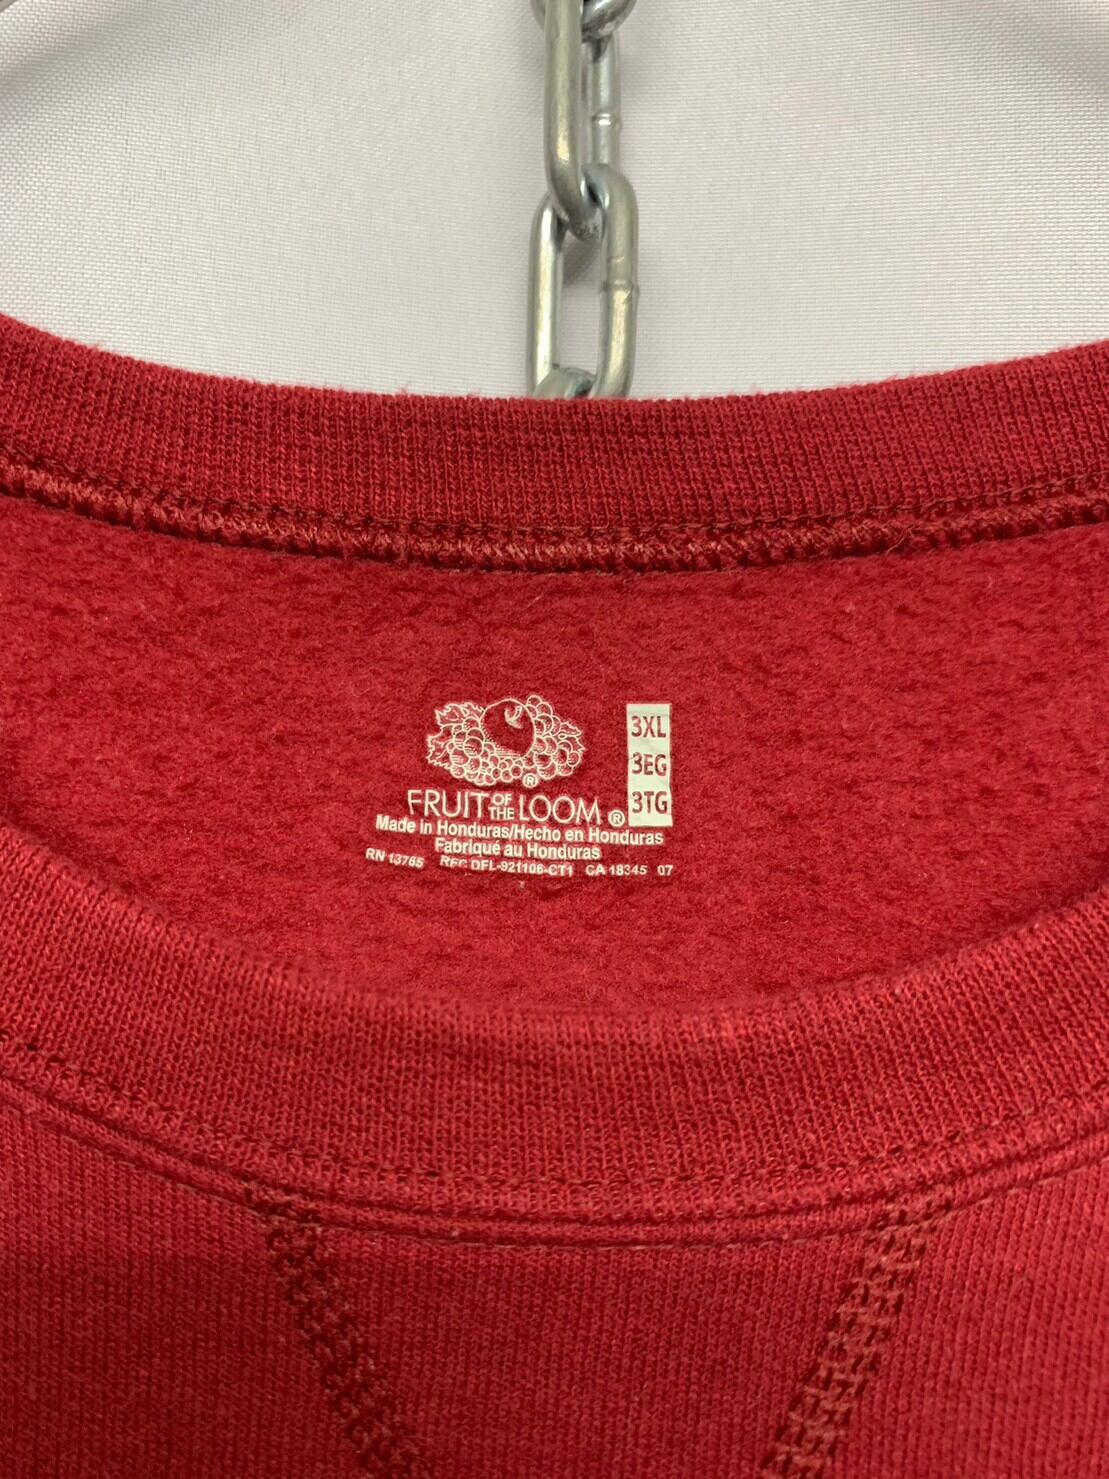 FRUIT OF THE LOOM ®
3XL
3EG
3TG
Made in Honduras/Hecho en Honduras
Fabriqué au Honduras
RN 13765 REC DFL-921106-CT1 CA 18345 07